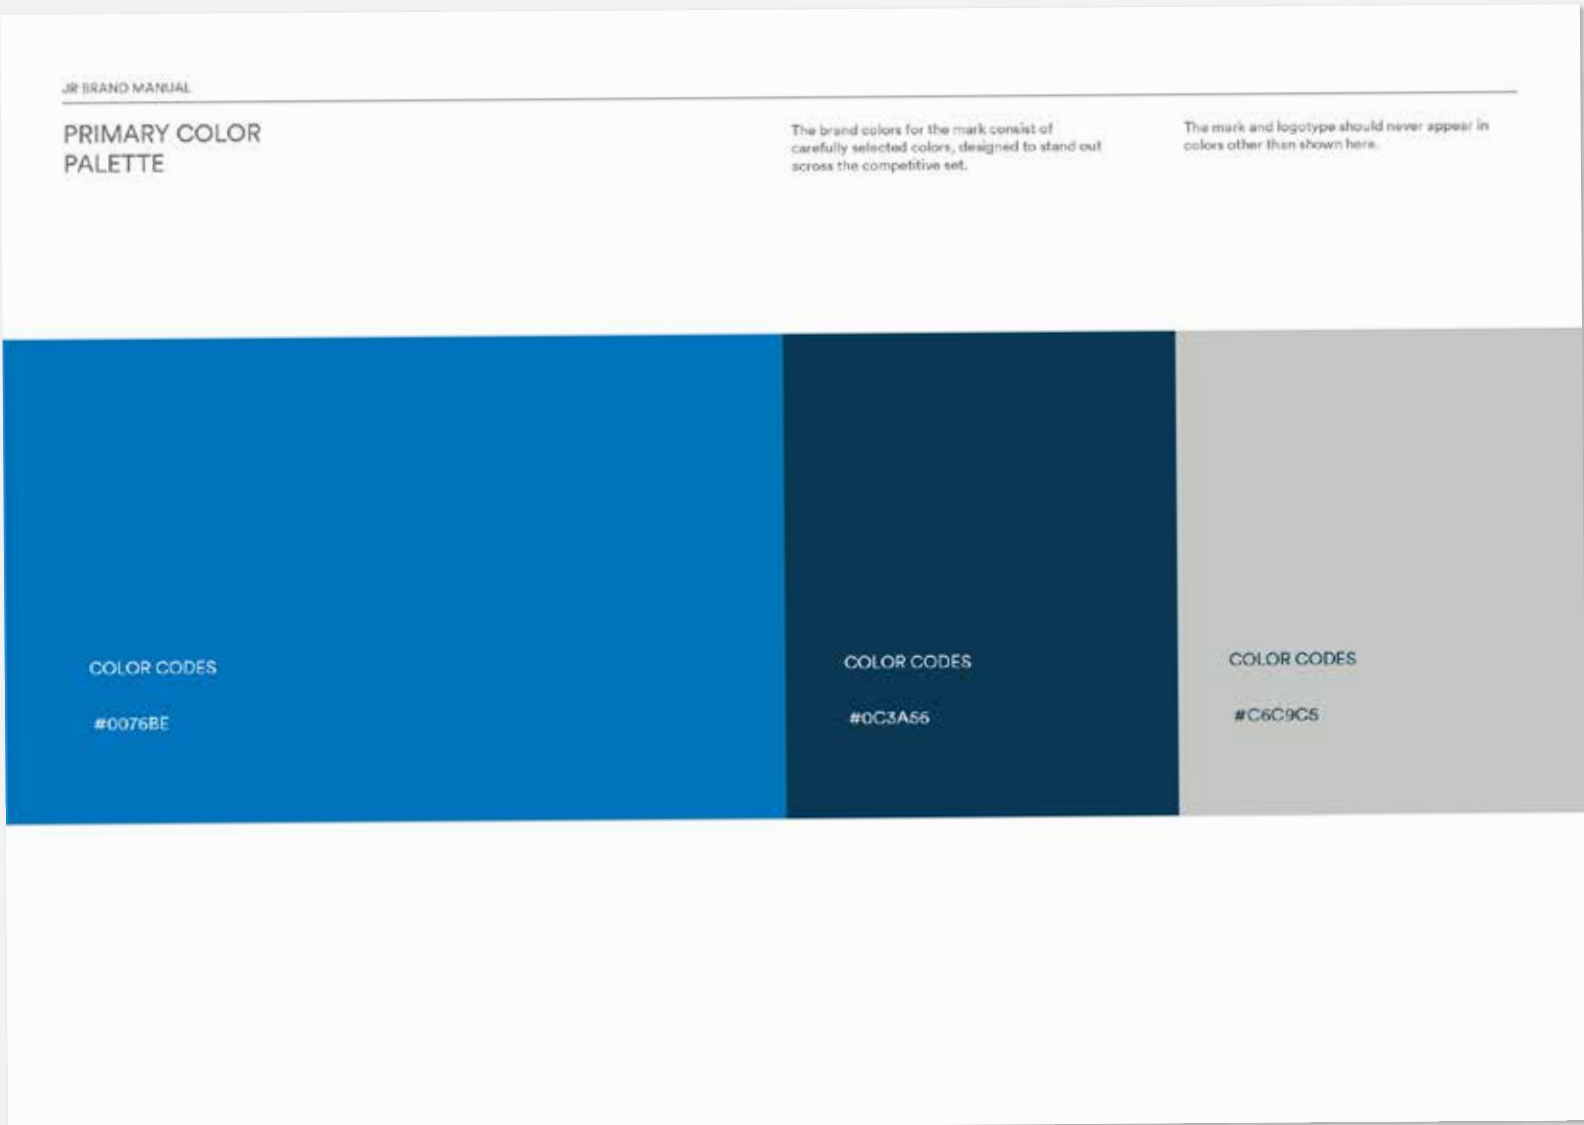 JR BRAND MANUAL
PRIMARY COLOR
PALETTE
The brand colors for the mark consist of
carefully selected colors, designed to stand out
across the competitive set.
The mark and logotype should never appear in
colors other than shown here.
COLOR CODES
#0076BE
COLOR CODES
#0C3A56
COLOR CODES
#C6C9C5